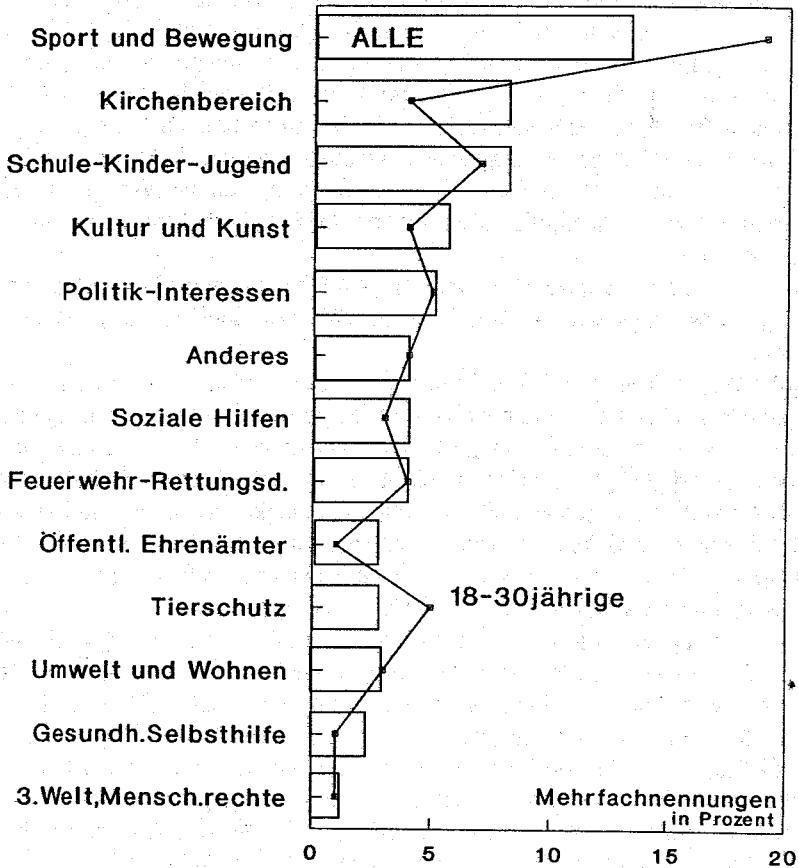 Sport und Bewegung
ALLE
Kirchenbereich
Schule-Kinder-Jugend
Kultur und Kunst
Politik-Interessen
Anderes
Soziale Hilfen
Feuerwehr-Rettungsd.
Öffentl. Ehrenämter
Tierschutz
18-30jährige
Umwelt und Wohnen
Gesundh.Selbsthilfe
3.Welt,Mensch.rechte
Mehrfachnennungen
in Prozent
0 5 10 15 20